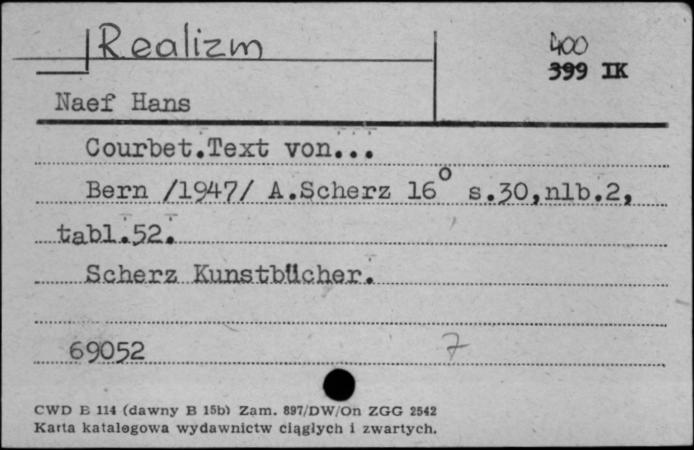 Realizm
400
399 IK
Naef Hans
Courbet.Text von...
Bern /1947/ A.Scherz 16° s.30,nlb.2,
tabl.52.
Scherz Kunstbücher.
69052 7
CWD E 114 (dawny B 15b) Zam. 897/DW/On ZGG 2542
Karta katalogowa wydawnictw ciągłych i zwartych.